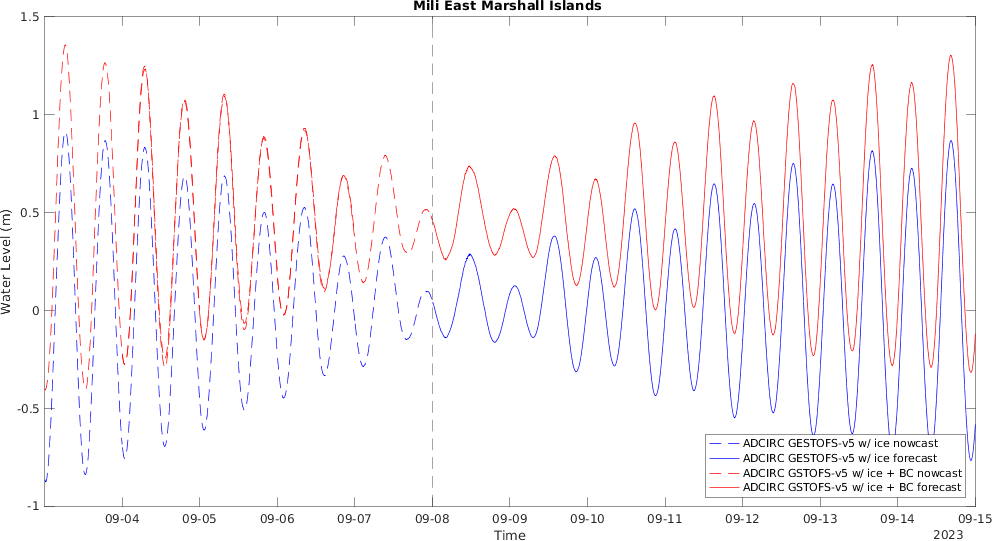 Mili East Marshall Islands
1.5
1
0.5
0
-0.5
-1
Water Level (m)
09-04 09-05 09-06 09-07 09-08 09-09 09-10 09-11 09-12 09-13 09-14 09-15
Time
2023
ADCIRC GESTOFS-v5 w/ ice nowcast
ADCIRC GESTOFS-v5 w/ ice forecast
ADCIRC GSTOFS-v5 w/ ice + BC nowcast
ADCIRC GSTOFS-v5 w/ ice + BC forecast